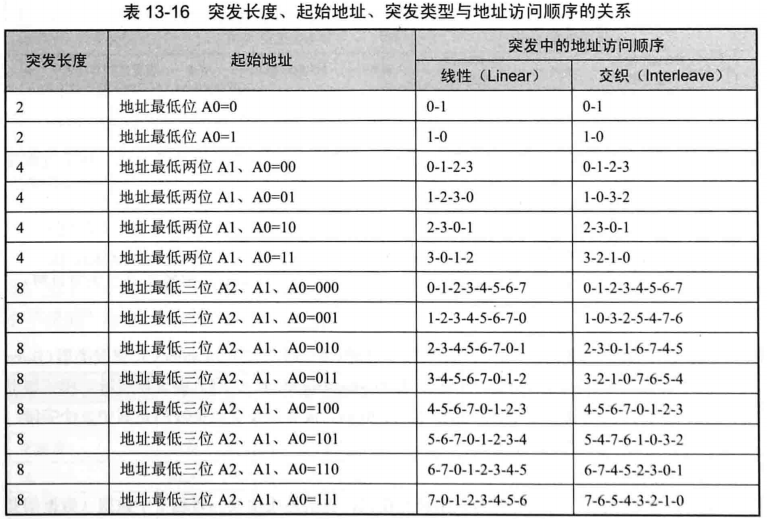 表 13-16 突发长度、起始地址、突发类型与地址访问顺序的关系
突发长度 起始地址 突发中的地址访问顺序
线性（Linear） 交织（Interleave）
2 地址最低位 A0=0 0-1 0-1
2 地址最低位 A0=1 1-0 1-0
4 地址最低两位 A1、A0=00 0-1-2-3 0-1-2-3
4 地址最低两位 A1、A0=01 1-2-3-0 1-0-3-2
4 地址最低两位 A1、A0=10 2-3-0-1 2-3-0-1
4 地址最低两位 A1、A0=11 3-0-1-2 3-2-1-0
8 地址最低三位 A2、A1、A0=000 0-1-2-3-4-5-6-7 0-1-2-3-4-5-6-7
8 地址最低三位 A2、A1、A0=001 1-2-3-4-5-6-7-0 1-0-3-2-5-4-7-6
8 地址最低三位 A2、A1、A0=010 2-3-4-5-6-7-0-1 2-3-0-1-6-7-4-5
8 地址最低三位 A2、A1、A0=011 3-4-5-6-7-0-1-2 3-2-1-0-7-6-5-4
8 地址最低三位 A2、A1、A0=100 4-5-6-7-0-1-2-3 4-5-6-7-0-1-2-3
8 地址最低三位 A2、A1、A0=101 5-6-7-0-1-2-3-4 5-4-7-6-1-0-3-2
8 地址最低三位 A2、A1、A0=110 6-7-0-1-2-3-4-5 6-7-4-5-2-3-0-1
8 地址最低三位 A2、A1、A0=111 7-0-1-2-3-4-5-6 7-6-5-4-3-2-1-0